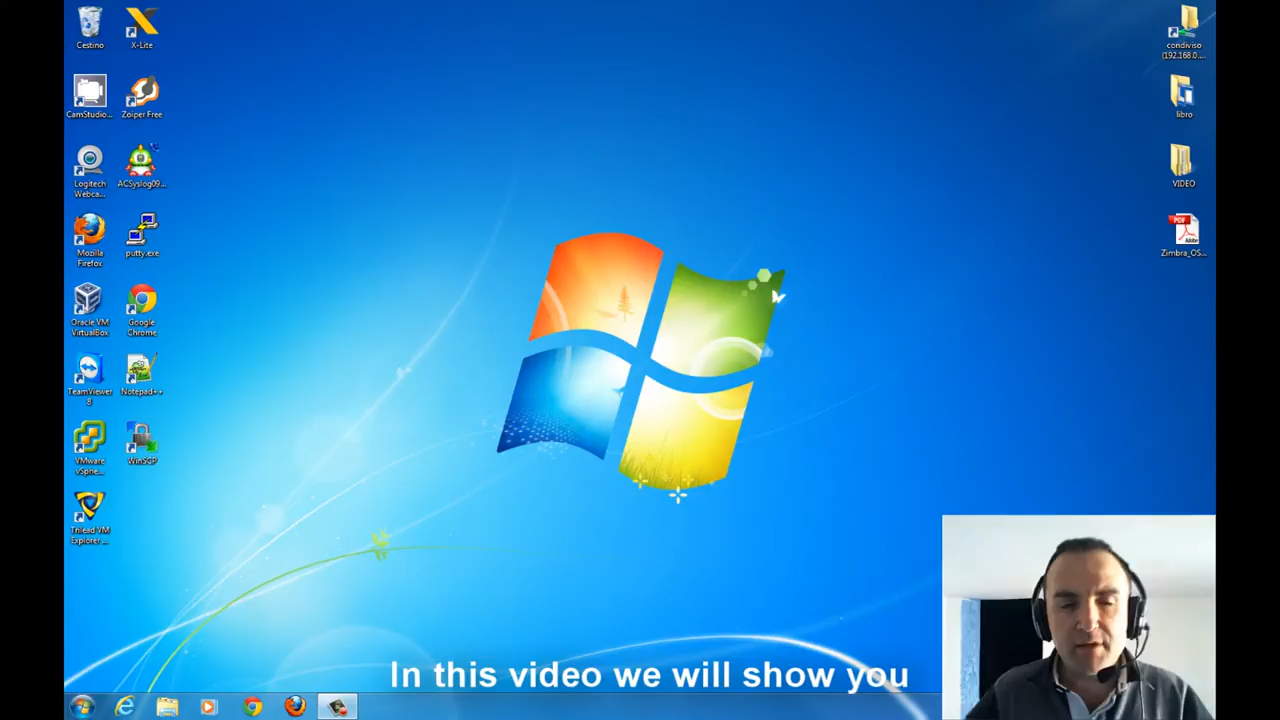 Cestino
X-Lite
CamStudio...
Zoiper Free
Logitech
Webca...
ACSyslog09...
Mozilla
Firefox
putty.exe
Oracle VM
VirtualBox
Google
Chrome
TeamViewer
8
Notepad++
VMware
vSphe...
WinSCP
Trilead VM
Explorer ...
condiviso
(192.168.0....
libro
VIDEO
PDF
Adobe
Zimbra_OS...
In this video we will show you